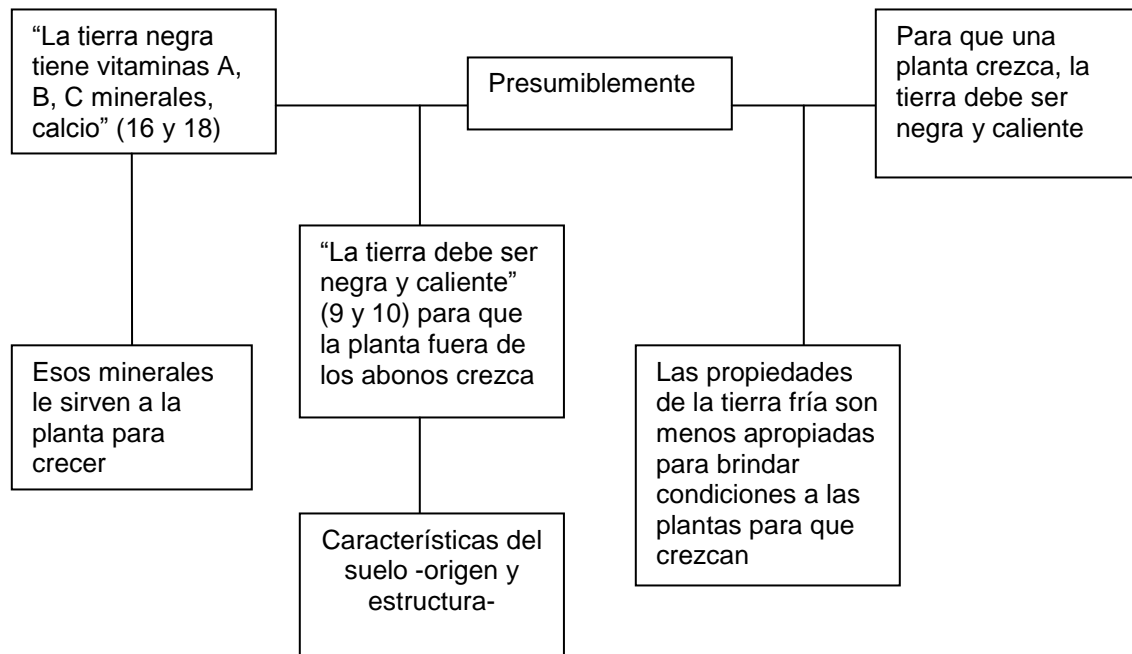 “La tierra negra
tiene vitaminas A,
B, C minerales,
calcio” (16 y 18)
Presumiblemente
Para que una
planta crezca, la
tierra debe ser
negra y caliente
“La tierra debe ser
negra y caliente”
(9 y 10) para que
la planta fuera de
los abonos crezca
Esos minerales
le sirven a la
planta para
crecer
Las propiedades
de la tierra fría son
menos apropiadas
para brindar
condiciones a las
plantas para que
crezcan
Características del
suelo -origen y
estructura-